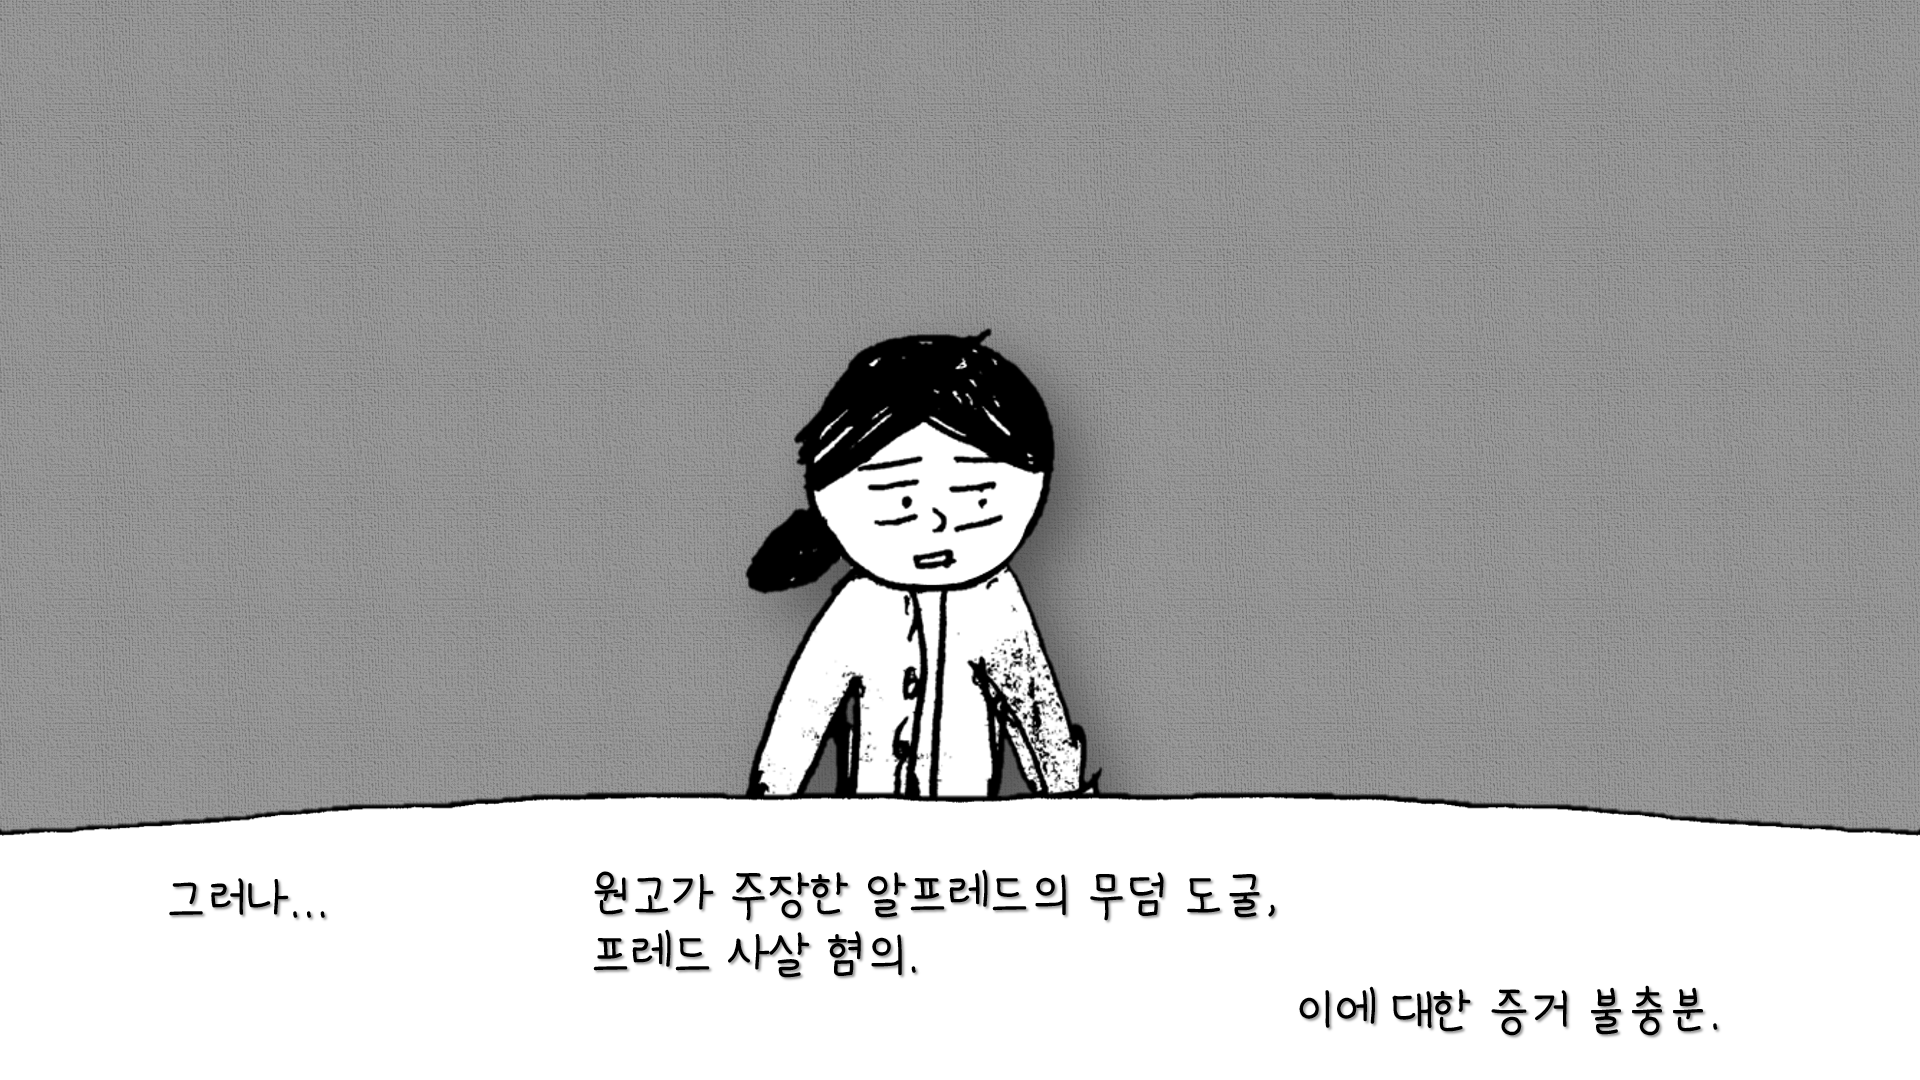 그러나...
원고가 주장한 알프레드의 무덤 도굴,
프레드 사살 혐의.
이에 대한 증거 불충분.